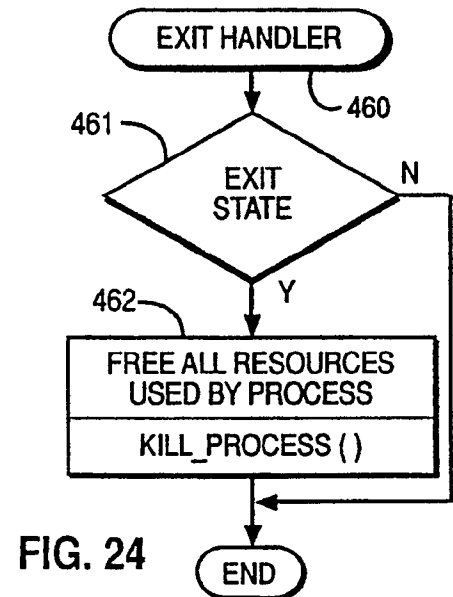 EXIT HANDLER
460
461
EXIT
STATE
N
Y
462
FREE ALL RESOURCES
USED BY PROCESS
KILL_PROCESS ( )
FIG. 24
END